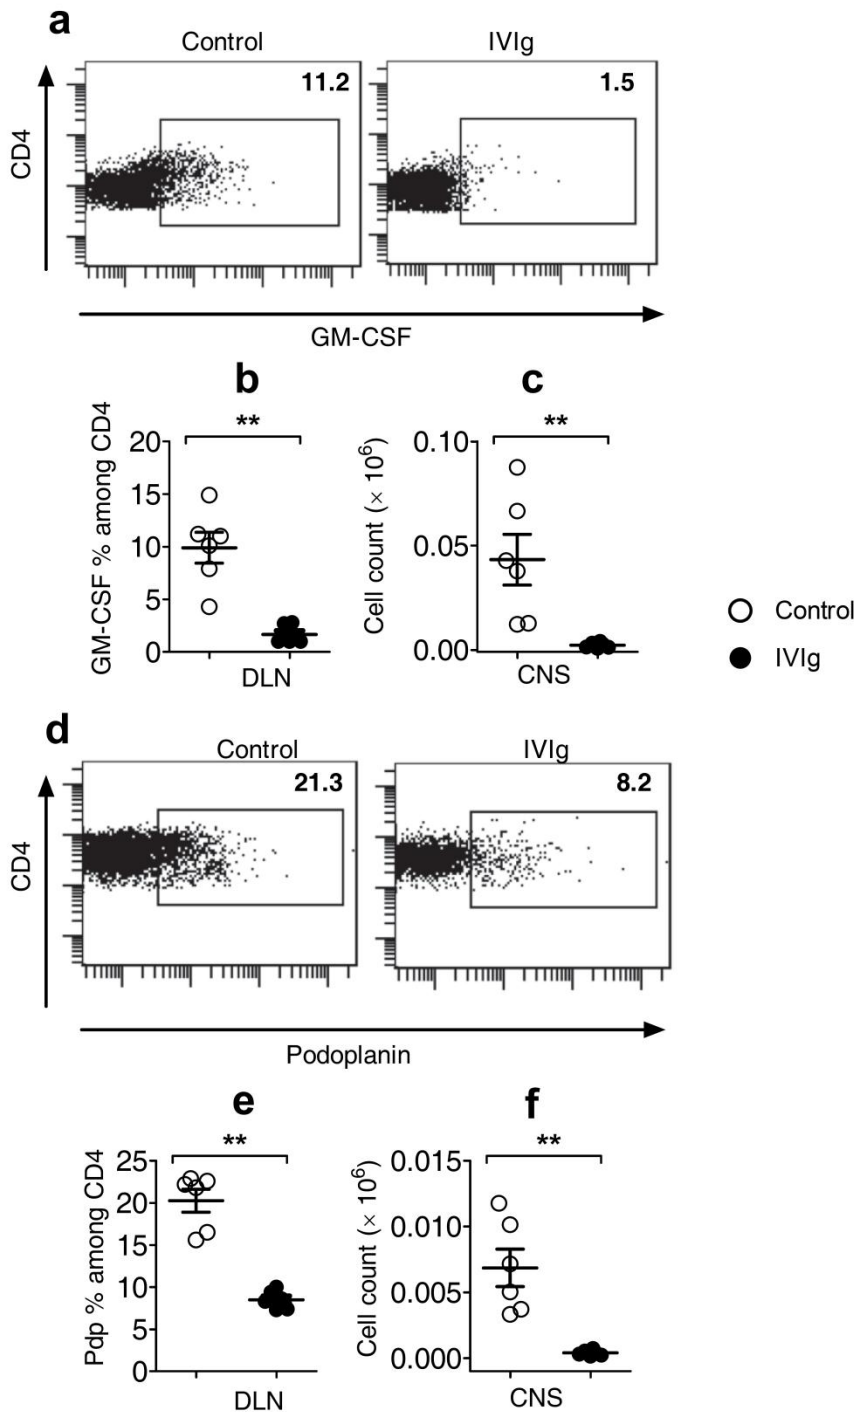 a
Control
IVIg
11.2
1.5
CD4
GM-CSF
b
c
**
**
GM-CSF % among CD4
20
15
10
5
0
DLN
Cell count (× 10⁶)
0.10
0.05
0.00
CNS
Control
IVIg
d
Control
IVIg
21.3
8.2
CD4
Podoplanin
e
f
**
**
Pdp % among CD4
25
20
15
10
5
0
DLN
Cell count (× 10⁶)
0.015
0.010
0.005
0.000
CNS